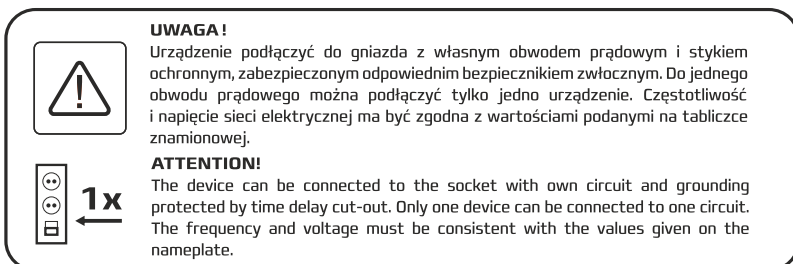 UWAGA!
Urządzenie podłączyć do gniazda z własnym obwodem prądowym i stykiem
ochronnym, zabezpieczonym odpowiednim bezpiecznikiem zwłocznym. Do jednego
obwodu prądowego można podłączyć tylko jedno urządzenie. Częstotliwość
i napięcie sieci elektrycznej ma być zgodna z wartościami podanymi na tabliczce
znamionowej.
1x
ATTENTION!
The device can be connected to the socket with own circuit and grounding
protected by time delay cut-out. Only one device can be connected to one circuit.
The frequency and voltage must be consistent with the values given on the
nameplate.